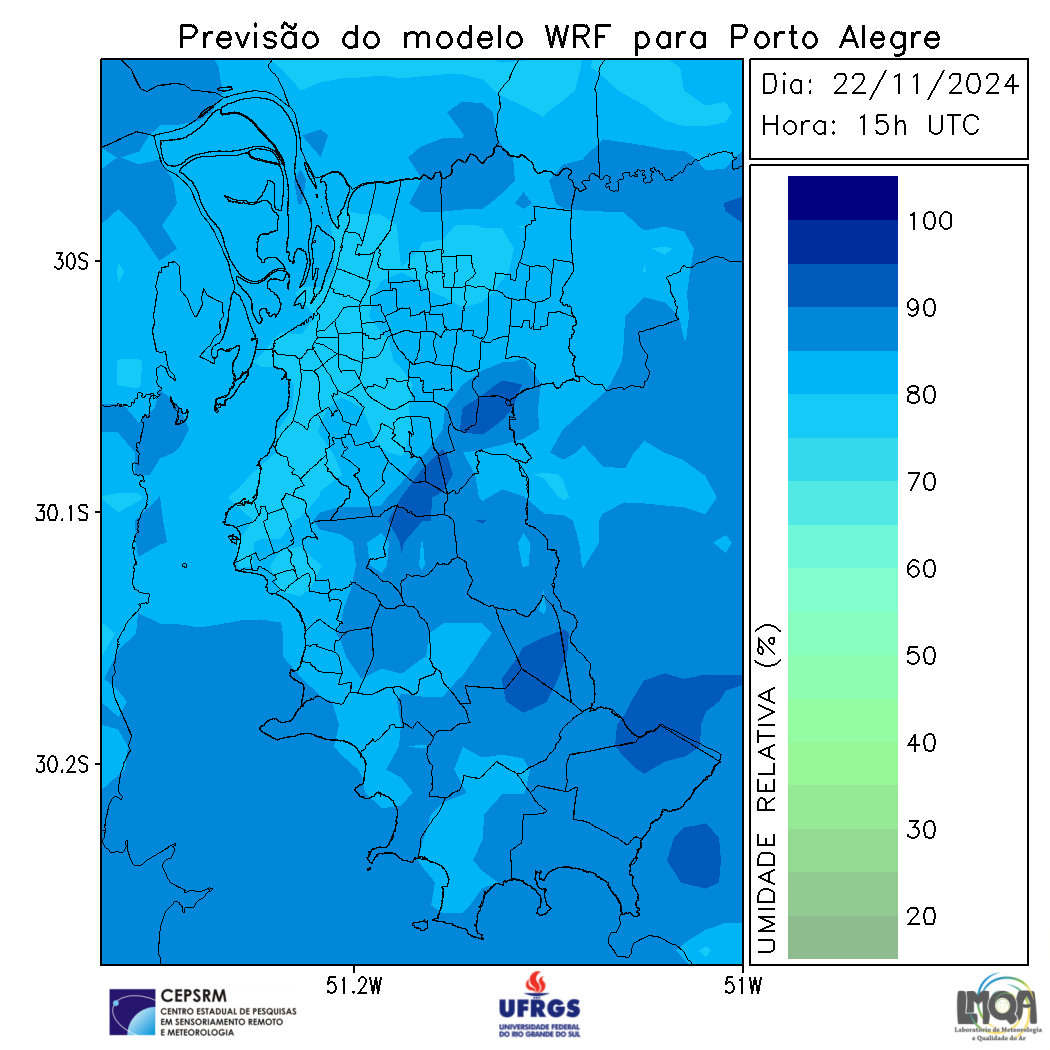 Previsão do modelo WRF para Porto Alegre
Dia: 22/11/2024
Hora: 15h UTC
30S
30.1S
30.2S
51.2W
51W
100
90
80
70
60
50
40
30
20
UMIDADE RELATIVA (%)
CEPSRM
CENTRO ESTADUAL DE PESQUISAS
EM SENSORIAMENTO REMOTO
E METEOROLOGIA
UFRGS
UNIVERSIDADE FEDERAL
DO RIO GRANDE DO SUL
LMQA
Laboratório de Meteorologia
e Qualidade do Ar